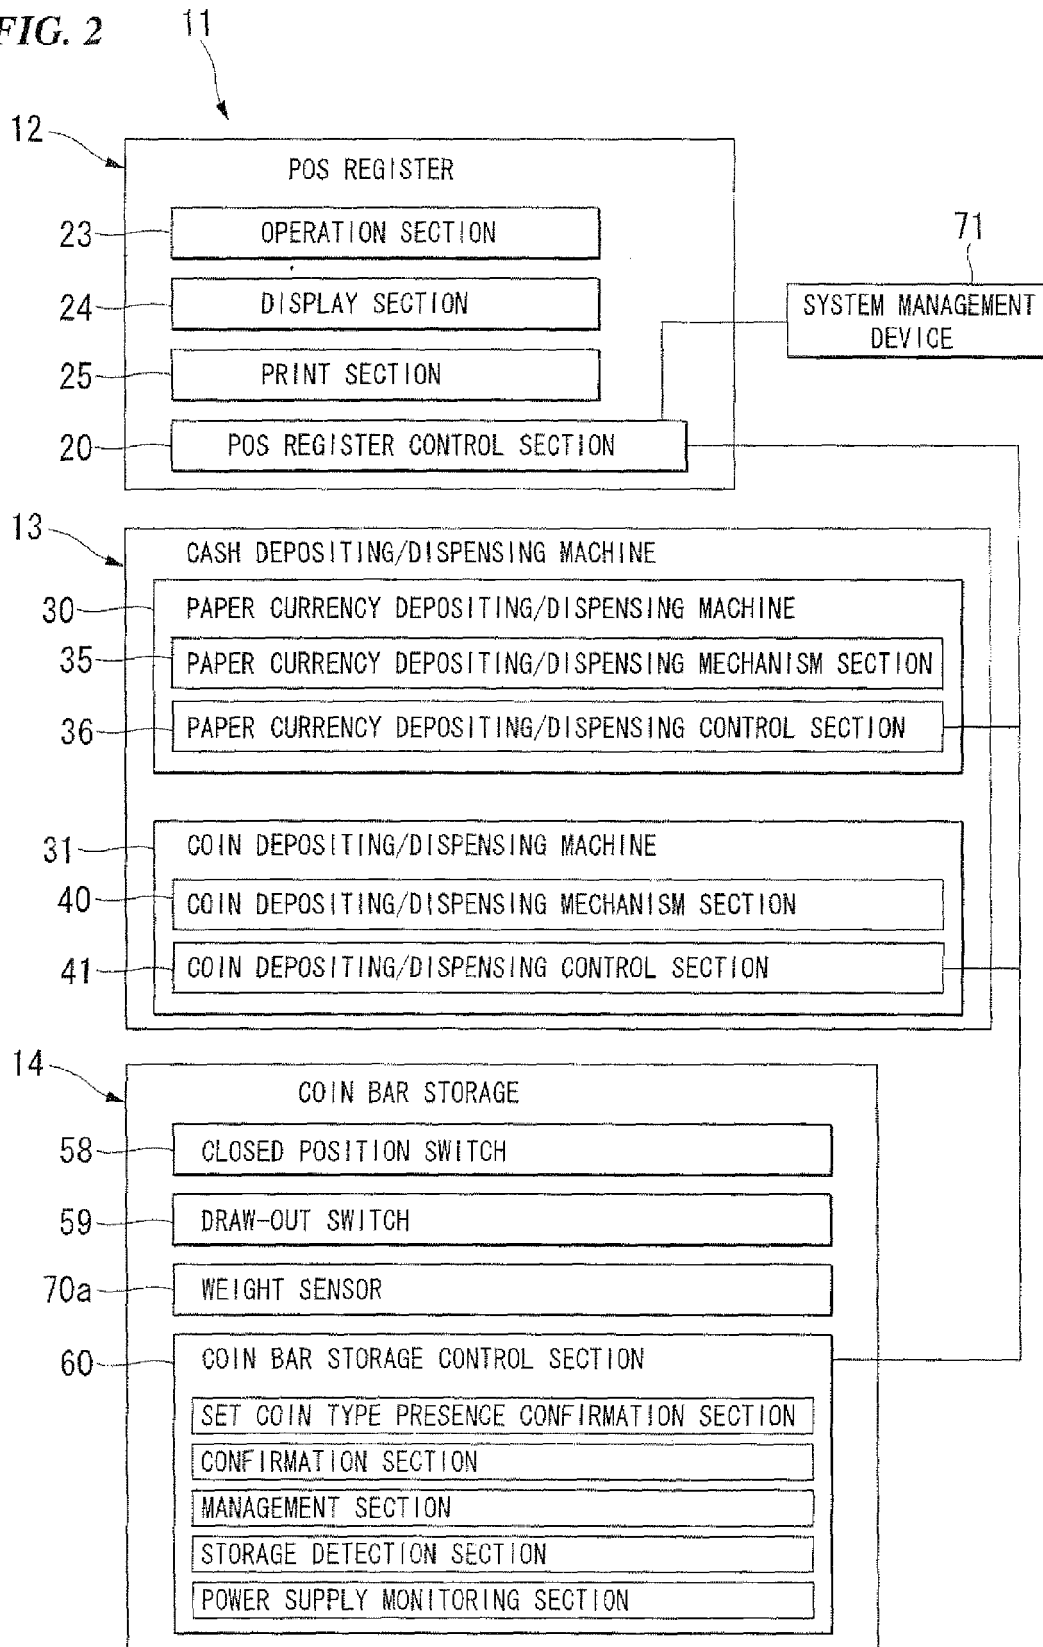 FIG. 2
11
12
POS REGISTER
23
OPERATION SECTION
24
DISPLAY SECTION
25
PRINT SECTION
20
POS REGISTER CONTROL SECTION
71
SYSTEM MANAGEMENT
DEVICE
13
CASH DEPOSITING/DISPENSING MACHINE
30
PAPER CURRENCY DEPOSITING/DISPENSING MACHINE
35
PAPER CURRENCY DEPOSITING/DISPENSING MECHANISM SECTION
36
PAPER CURRENCY DEPOSITING/DISPENSING CONTROL SECTION
31
COIN DEPOSITING/DISPENSING MACHINE
40
COIN DEPOSITING/DISPENSING MECHANISM SECTION
41
COIN DEPOSITING/DISPENSING CONTROL SECTION
14
COIN BAR STORAGE
58
CLOSED POSITION SWITCH
59
DRAW-OUT SWITCH
70a
WEIGHT SENSOR
60
COIN BAR STORAGE CONTROL SECTION
SET COIN TYPE PRESENCE CONFIRMATION SECTION
CONFIRMATION SECTION
MANAGEMENT SECTION
STORAGE DETECTION SECTION
POWER SUPPLY MONITORING SECTION